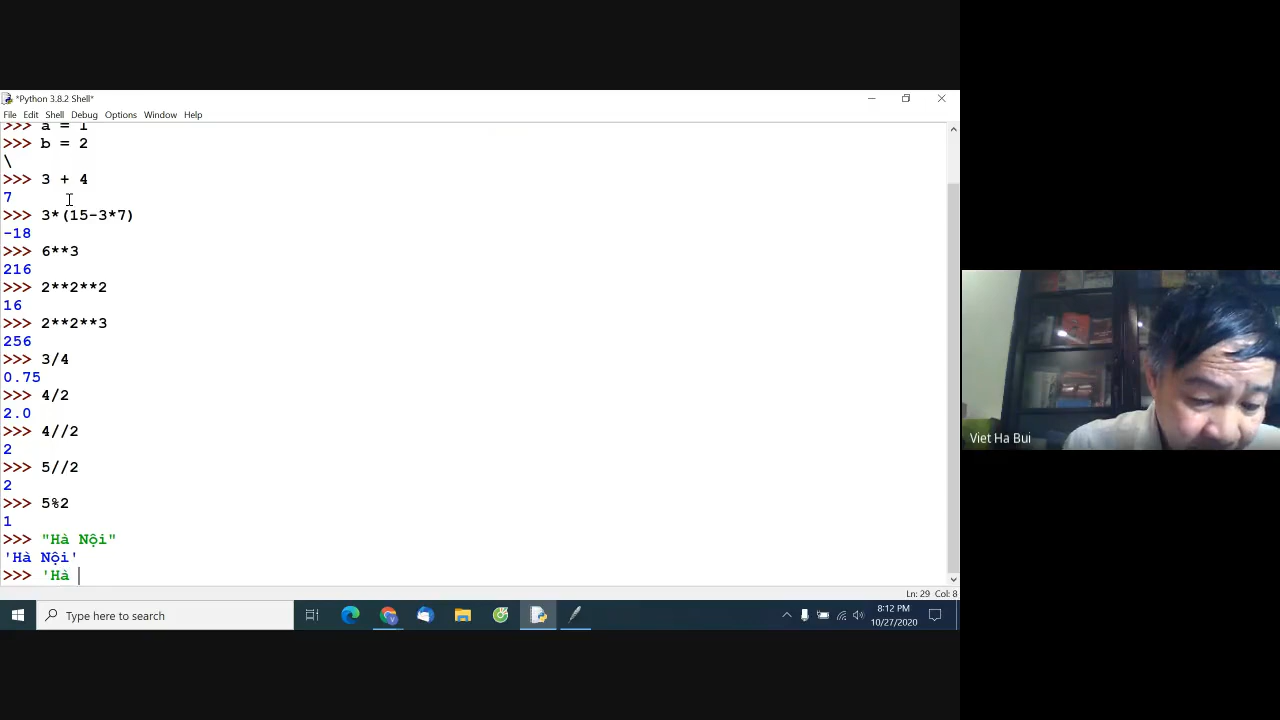 *Python 3.8.2 Shell*
File Edit Shell Debug Options Window Help
>>> a = 1
>>> b = 2
\
>>> 3 + 4
7
>>> 3*(15-3*7)
-18
>>> 6**3
216
>>> 2**2**2
16
>>> 2**2**3
256
>>> 3/4
0.75
>>> 4/2
2.0
>>> 4//2
2
>>> 5//2
2
>>> 5%2
1
>>> "Hà Nội"
'Hà Nội'
>>> 'Hà
Ln: 29 Col: 8
Type here to search
8:12 PM
10/27/2020
Viet Ha Bui